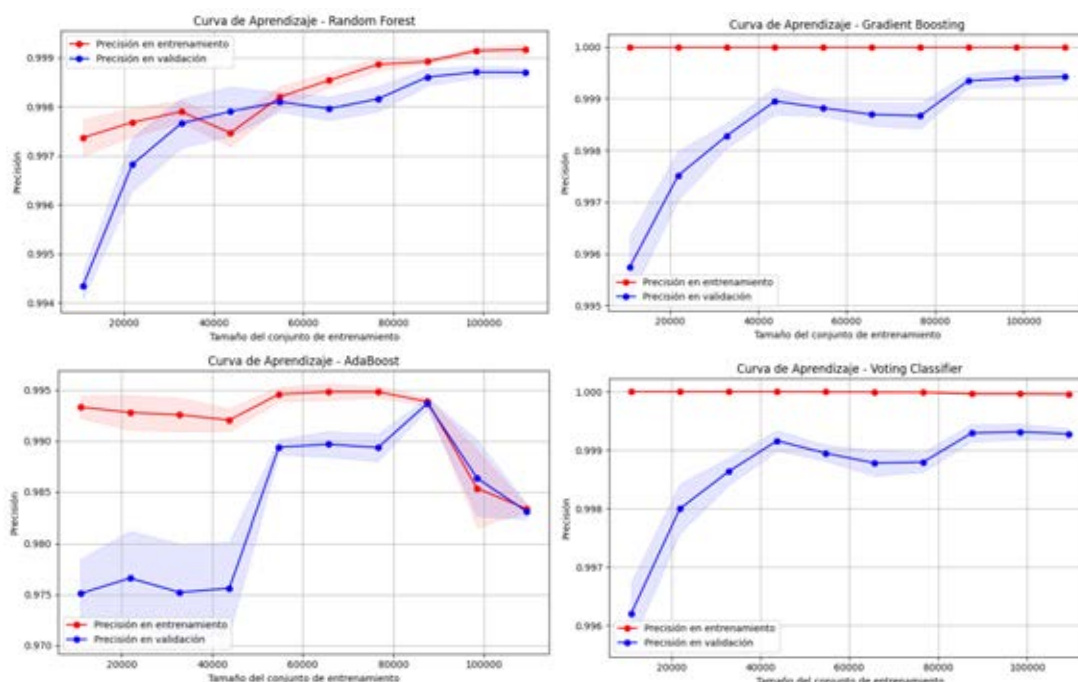 Curva de Aprendizaje - Random Forest
Precisión en entrenamiento
Precisión en validación
Precisión
0.999
0.998
0.997
0.996
0.995
0.994
20000 40000 60000 80000 100000
Tamaño del conjunto de entrenamiento
Curva de Aprendizaje - Gradient Boosting
Precisión
1.000
0.999
0.998
0.997
0.996
0.995
Precisión en entrenamiento
Precisión en validación
20000 40000 60000 80000 100000
Tamaño del conjunto de entrenamiento
Curva de Aprendizaje - AdaBoost
Precisión
0.995
0.990
0.985
0.980
0.975
0.970
Precisión en entrenamiento
Precisión en validación
20000 40000 60000 80000 100000
Tamaño del conjunto de entrenamiento
Curva de Aprendizaje - Voting Classifier
Precisión
1.000
0.999
0.998
0.997
0.996
Precisión en entrenamiento
Precisión en validación
20000 40000 60000 80000 100000
Tamaño del conjunto de entrenamiento